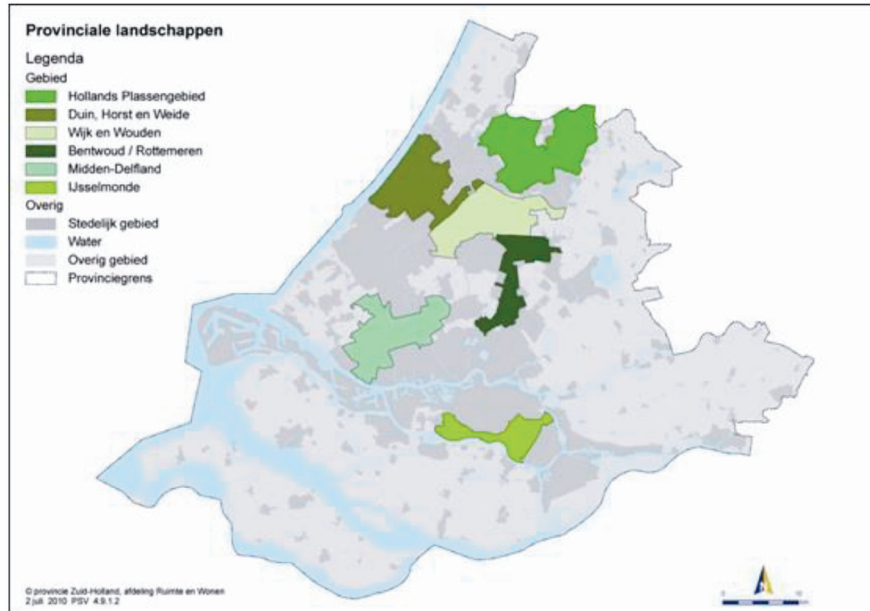 Provinciale landschappen
Legenda
Gebied
Hollands Plassengebied
Duin, Horst en Weide
Wijk en Wouden
Bentwoud / Rottemeren
Midden-Delfland
IJsselmonde
Overig
Stedelijk gebied
Water
Overig gebied
Provinciegrens
© provincie Zuid-Holland, afdeling Ruimte en Wonen
2 juli 2010 PSV 4.9.1.2
0
10